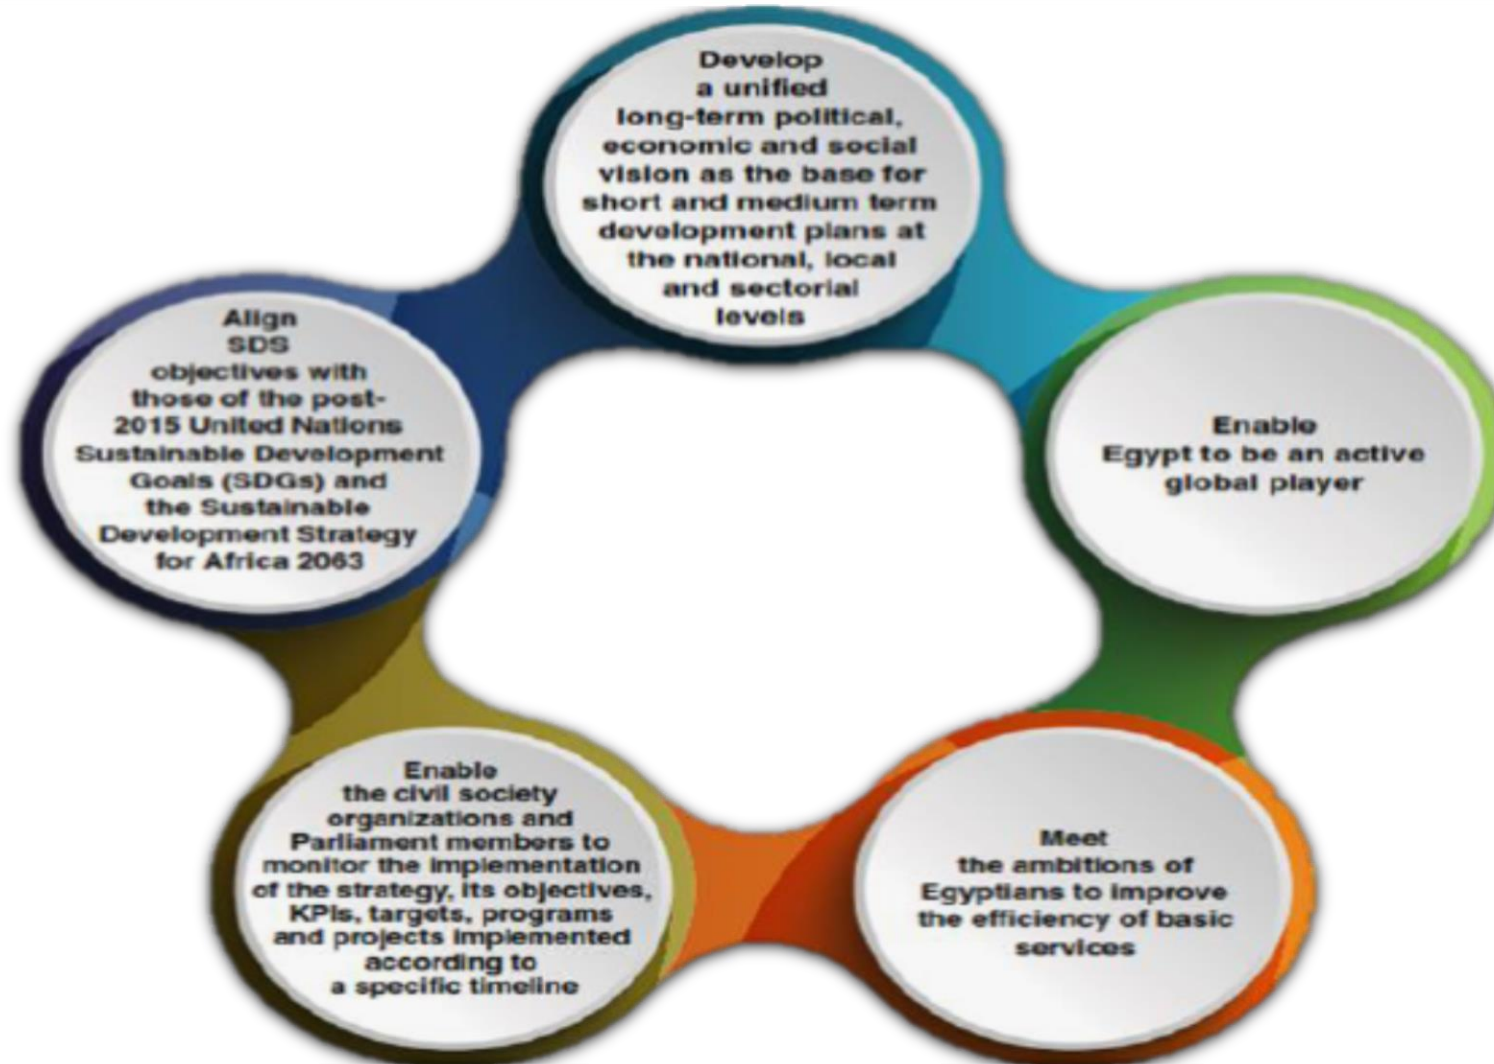 Develop
a unified
long-term political,
economic and social
vision as the base for
short and medium term
development plans at
the national, local
and sectorial
levels
Enable
Egypt to be an active
global player
Meet
the ambitions of
Egyptians to improve
the efficiency of basic
services
Enable
the civil society
organizations and
Parliament members to
monitor the implementation
of the strategy, its objectives,
KPIs, targets, programs
and projects implemented
according to
a specific timeline
Align
SDS
objectives with
those of the post-
2015 United Nations
Sustainable Development
Goals (SDGs) and
the Sustainable
Development Strategy
for Africa 2063